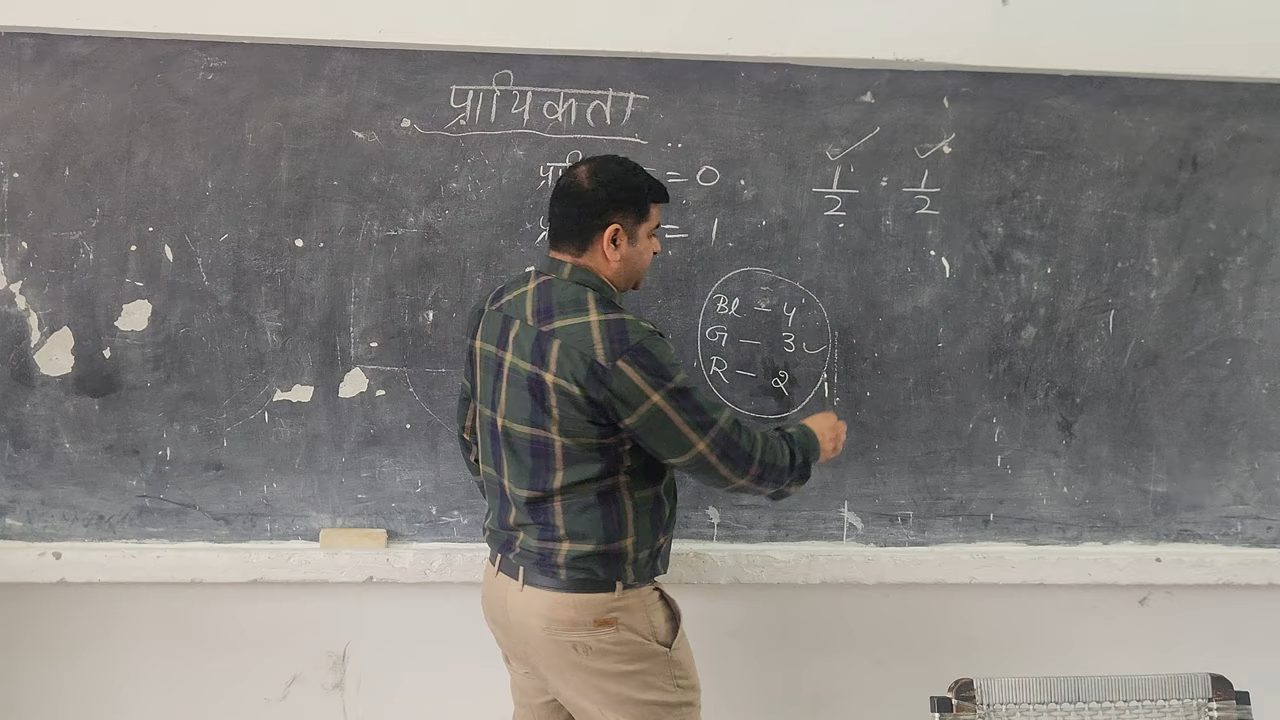 प्रायिकता
= 0
= 1
1/2 1/2
Bl - 4
G - 3
R - 2